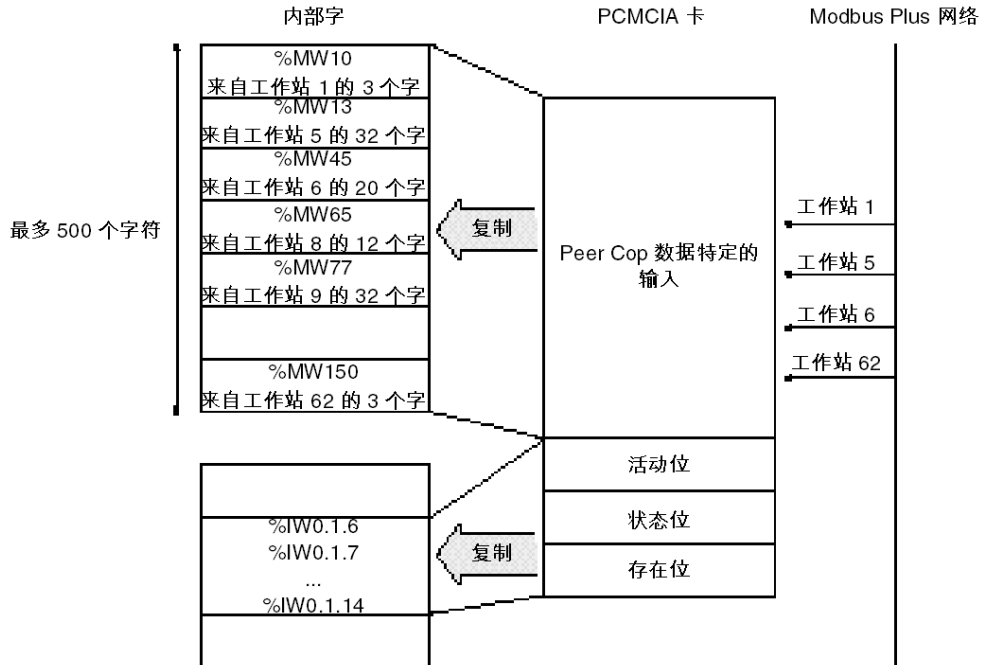 内部字
PCMCIA 卡
Modbus Plus 网络
%MW10
来自工作站 1 的 3 个字
%MW13
来自工作站 5 的 32 个字
%MW45
来自工作站 6 的 20 个字
%MW65
来自工作站 8 的 12 个字
%MW77
来自工作站 9 的 32 个字
%MW150
来自工作站 62 的 3 个字
最多 500 个字符
复制
Peer Cop 数据特定的
输入
工作站 1
工作站 5
工作站 6
工作站 62
活动位
状态位
存在位
%IW0.1.6
%IW0.1.7
...
%IW0.1.14
复制